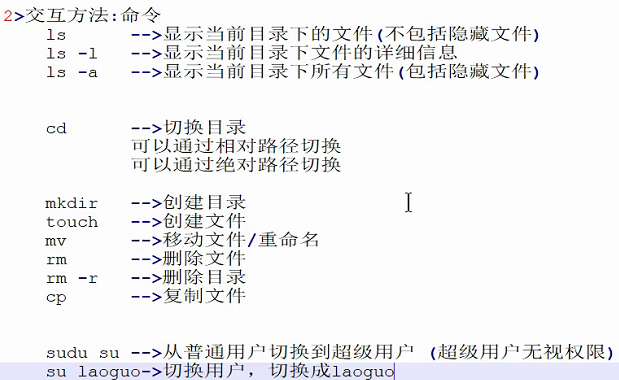 2>交互方法:命令
ls -->显示当前目录下的文件(不包括隐藏文件)
ls -l -->显示当前目录下文件的详细信息
ls -a -->显示当前目录下所有文件(包括隐藏文件)
cd -->切换目录
可以通过相对路径切换
可以通过绝对路径切换
mkdir -->创建目录
touch -->创建文件
mv -->移动文件/重命名
rm -->删除文件
rm -r -->删除目录
cp -->复制文件
sudu su -->从普通用户切换到超级用户 (超级用户无视权限)
su laoguo->切换用户，切换成laoguo